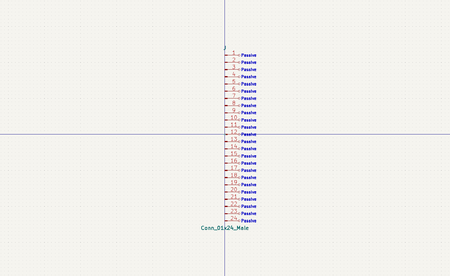 J
1 Passive
2 Passive
3 Passive
4 Passive
5 Passive
6 Passive
7 Passive
8 Passive
9 Passive
10 Passive
11 Passive
12 Passive
13 Passive
14 Passive
15 Passive
16 Passive
17 Passive
18 Passive
19 Passive
20 Passive
21 Passive
22 Passive
23 Passive
24 Passive
Conn_01x24_Male